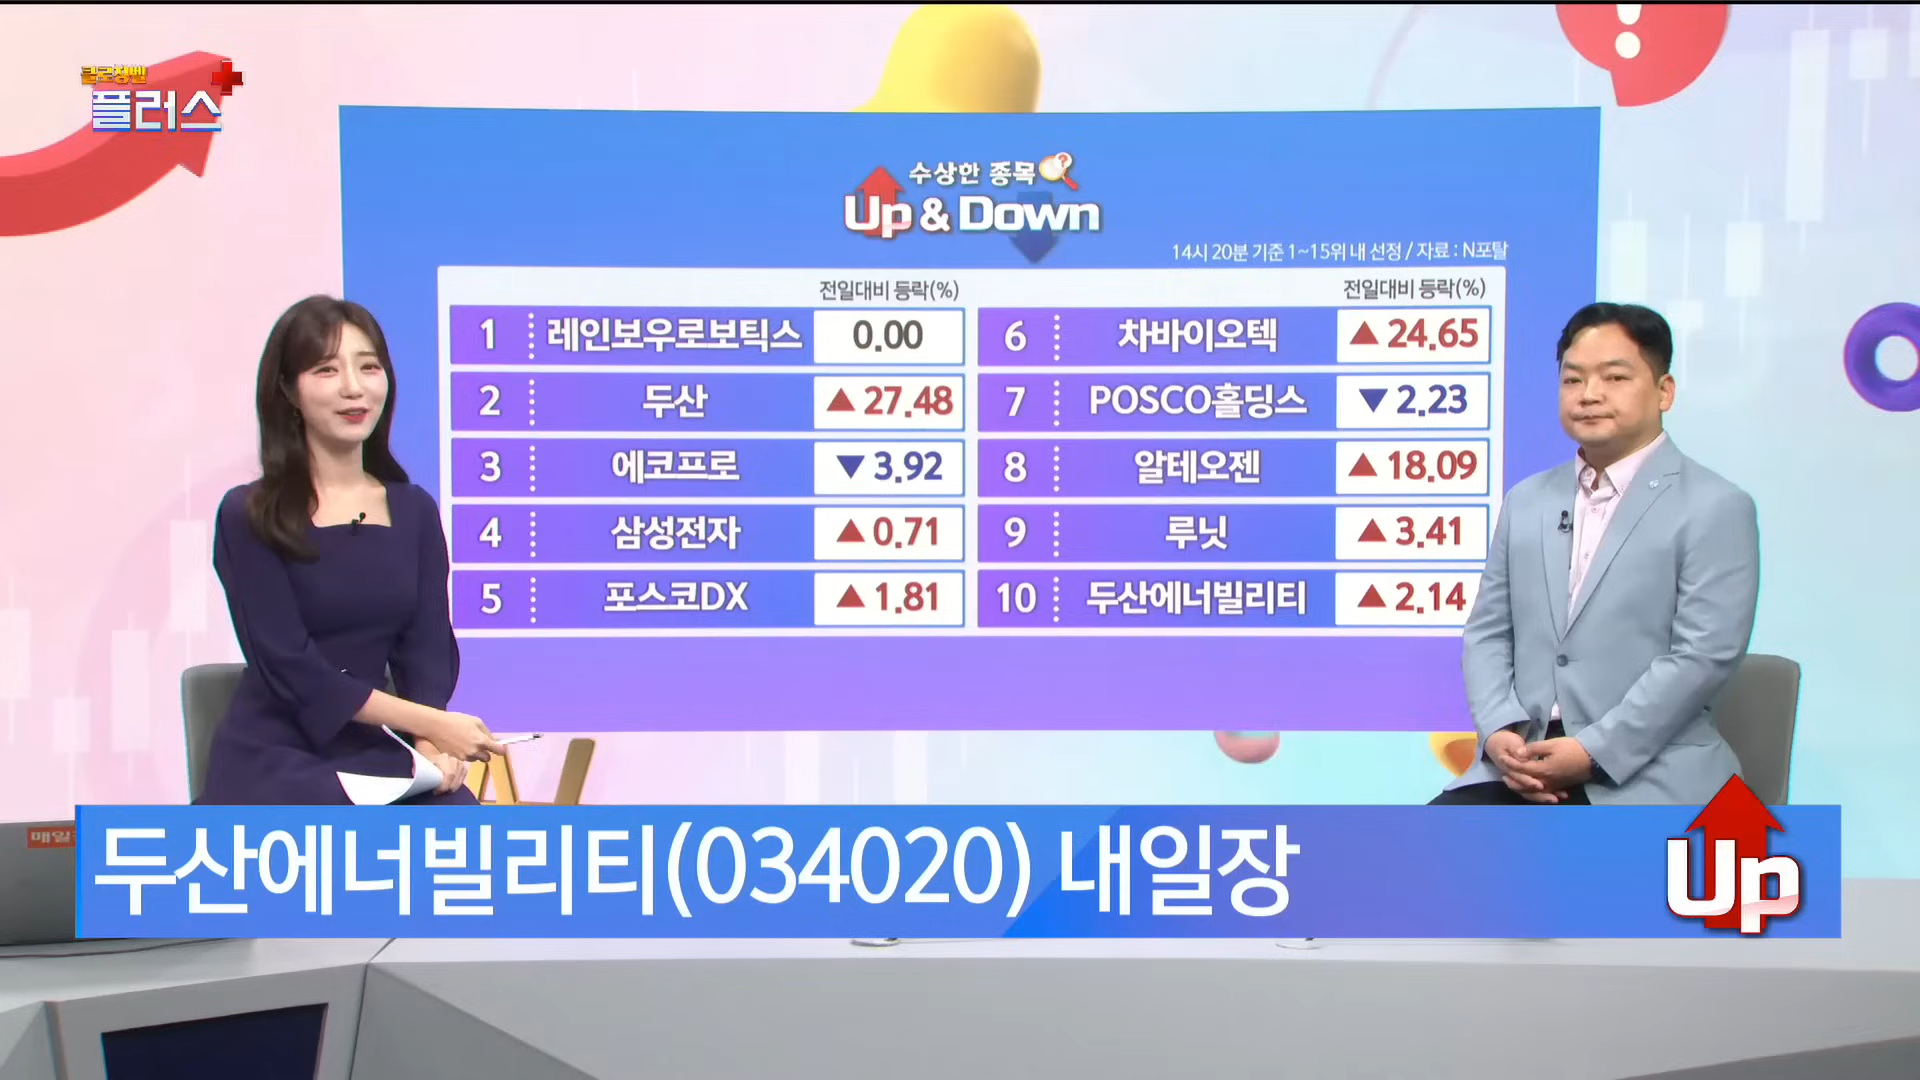 클로징벨
플러스
수상한 종목
Up & Down
14시 20분 기준 1~15위 내 선정 / 자료 : N포탈
전일대비 등락(%)
1 레인보우로보틱스 0.00
2 두산 ▲ 27.48
3 에코프로 ▼ 3.92
4 삼성전자 ▲ 0.71
5 포스코DX ▲ 1.81
전일대비 등락(%)
6 차바이오텍 ▲ 24.65
7 POSCO홀딩스 ▼ 2.23
8 알테오젠 ▲ 18.09
9 루닛 ▲ 3.41
10 두산에너빌리티 ▲ 2.14
매일
두산에너빌리티(034020) 내일장
Up